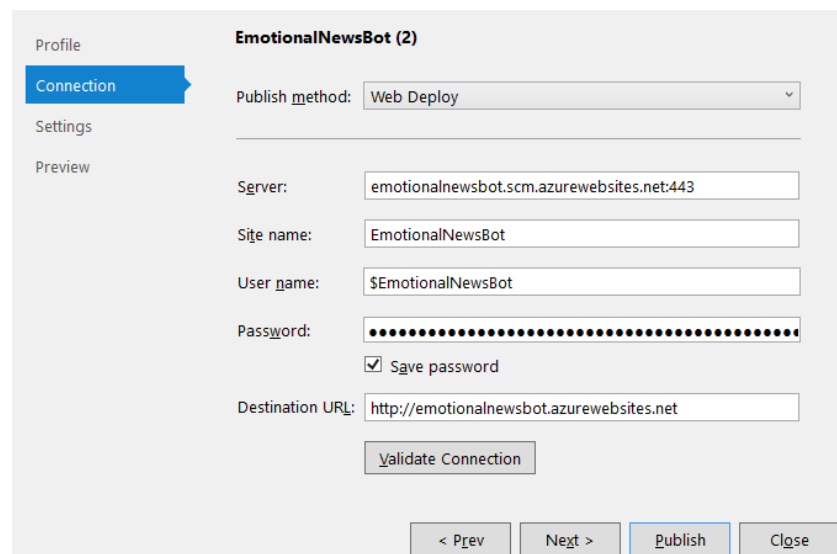 EmotionalNewsBot (2)
Profile
Connection
Settings
Preview
Publish method: Web Deploy
Server: emotionalnewsbot.scm.azurewebsites.net:443
Site name: EmotionalNewsBot
User name: $EmotionalNewsBot
Password: ●●●●●●●●●●●●●●●●●●●●●●●●●●●●●●●●●●●●●●●●●●●
Save password
Destination URL: http://emotionalnewsbot.azurewebsites.net
Validate Connection
< Prev Next > Publish Close